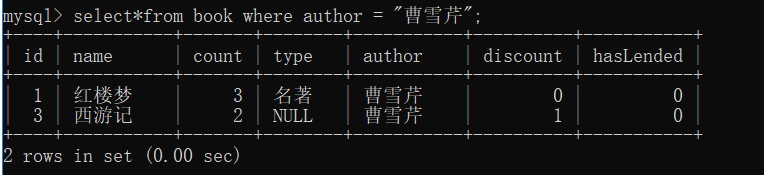 mysql> select*from book where author = "曹雪芹";
+----+-----------+-------+--------+-----------+----------+-----------+
| id | name      | count | type   | author    | discount | hasLended |
+----+-----------+-------+--------+-----------+----------+-----------+
|  1 | 红楼梦    |     3 | 名著   | 曹雪芹    |        0 |         0 |
|  3 | 西游记    |     2 | NULL   | 曹雪芹    |        1 |         0 |
+----+-----------+-------+--------+-----------+----------+-----------+
2 rows in set (0.00 sec)